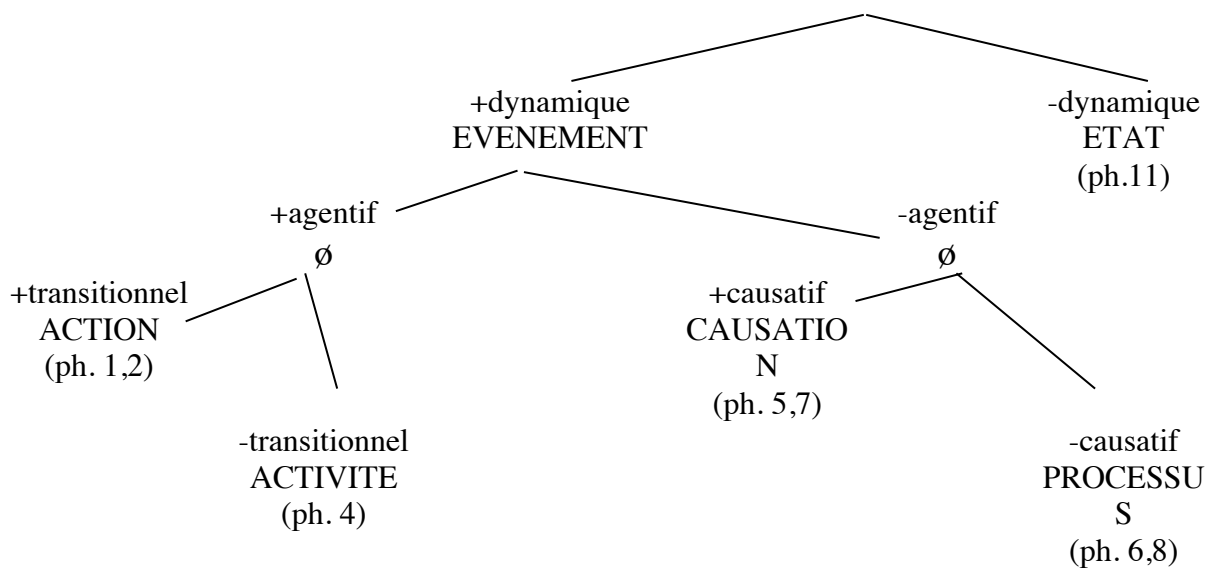 +dynamique
EVENEMENT
-dynamique
ETAT
(ph.11)
+agentif
ø
-agentif
ø
+transitionnel
ACTION
(ph. 1,2)
+causatif
CAUSATIO
N
(ph. 5,7)
-transitionnel
ACTIVITE
(ph. 4)
-causatif
PROCESSU
S
(ph. 6,8)